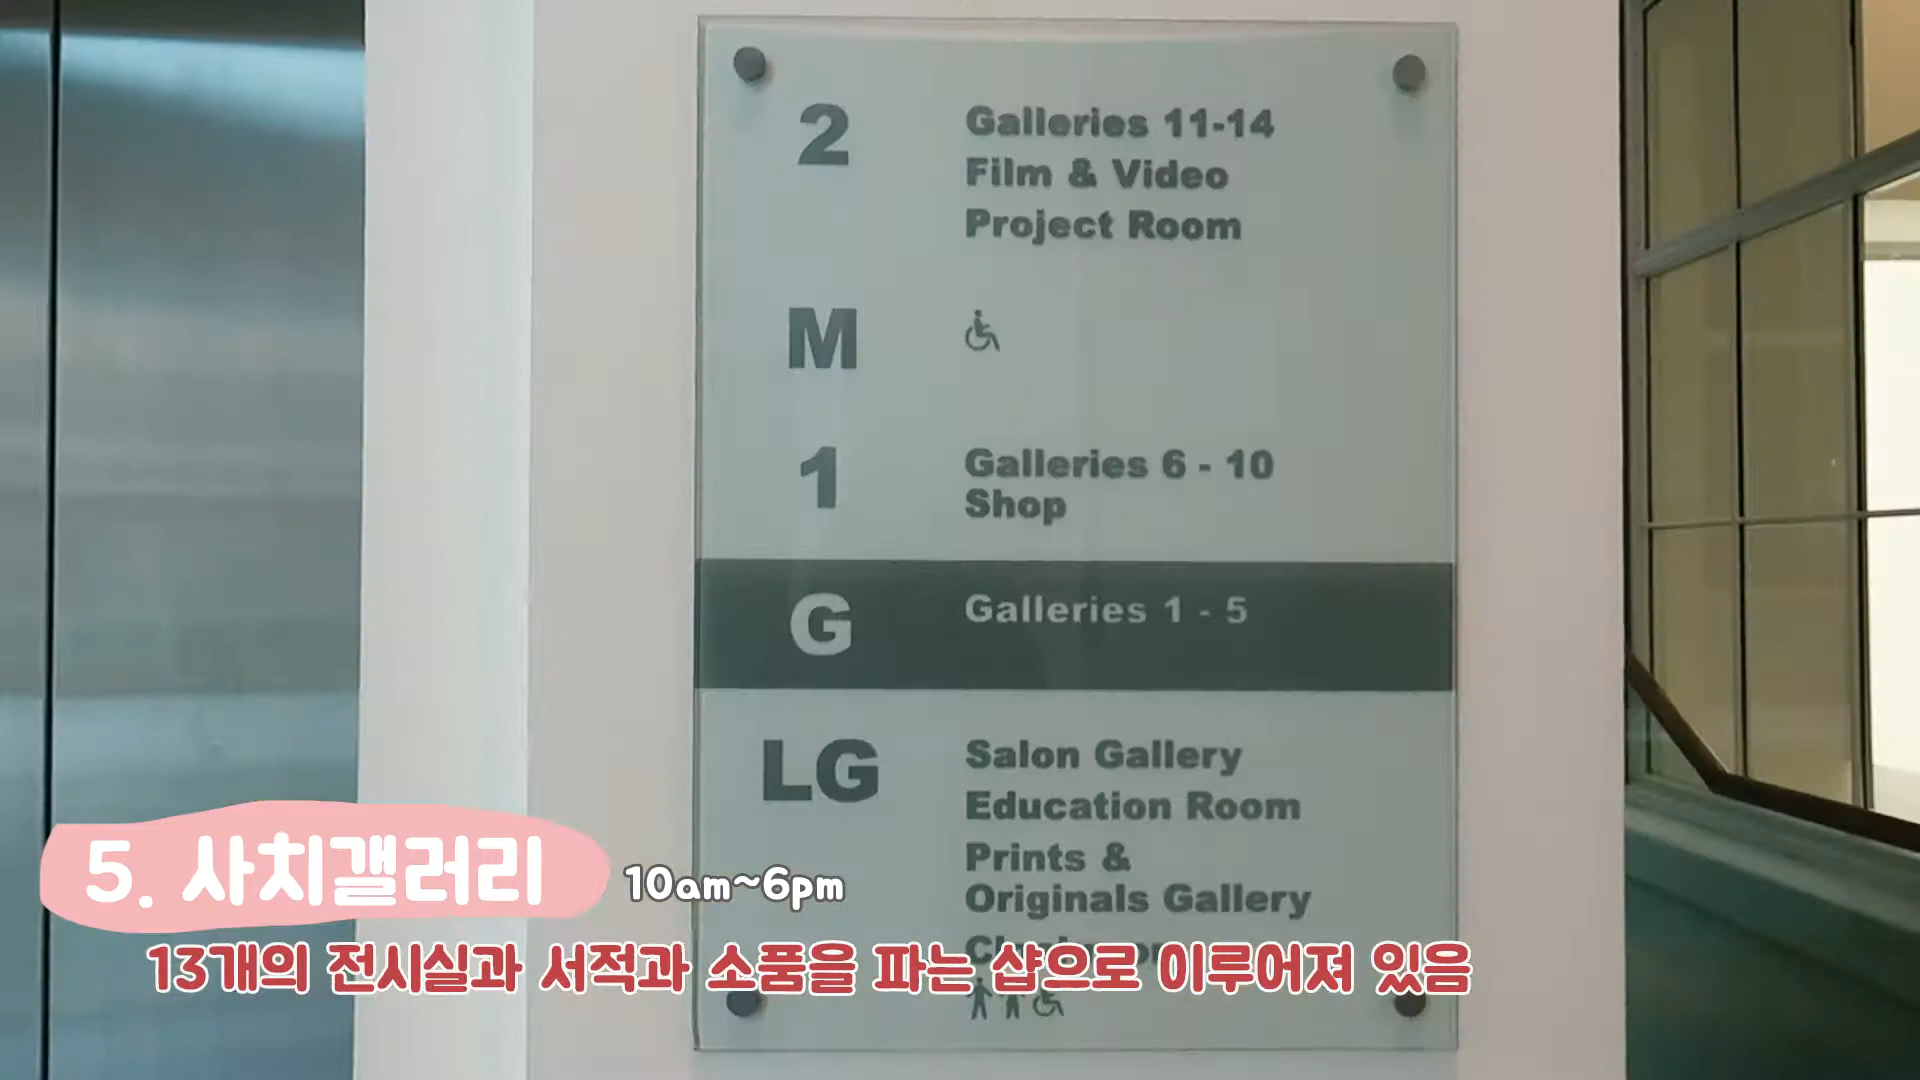 2
Galleries 11-14
Film & Video
Project Room
M
1
Galleries 6 - 10
Shop
G
Galleries 1 - 5
LG
Salon Gallery
Education Room
Prints &
Originals Gallery
5. 사치갤러리
10am~6pm
13개의 전시실과 서적과 소품을 파는 샵으로 이루어져 있음